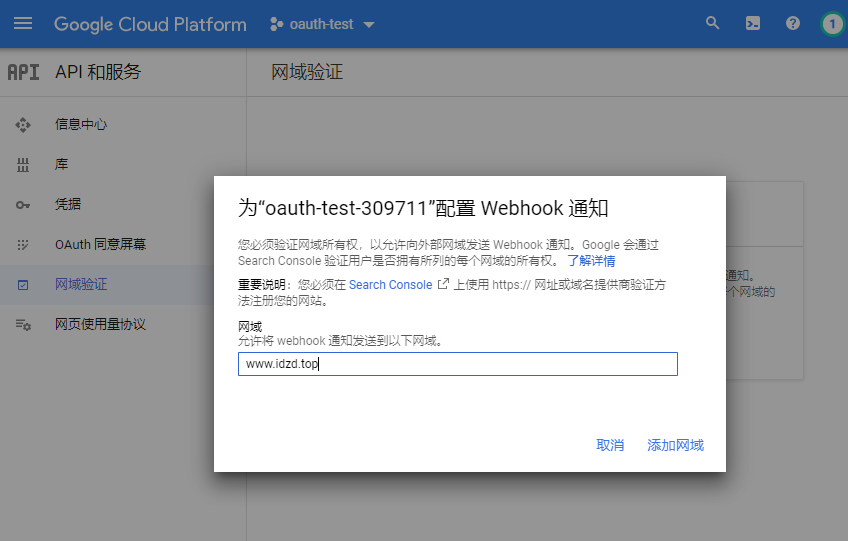 Google Cloud Platform oauth-test 1
API API 和服务 网域验证
信息中心
库
凭据
OAuth 同意屏幕
网域验证
网页使用量协议
通知。
个网域的
为“oauth-test-309711”配置 Webhook 通知
您必须验证网域所有权，以允许向外部网域发送 Webhook 通知。Google 会通过
Search Console 验证用户是否拥有所列的每个网域的所有权。 了解详情
重要说明：您必须在 Search Console 上使用 https:// 网址或域名提供商验证方
法注册您的网站。
网域
允许将 webhook 通知发送到以下网域。
www.idzd.top
取消 添加网域